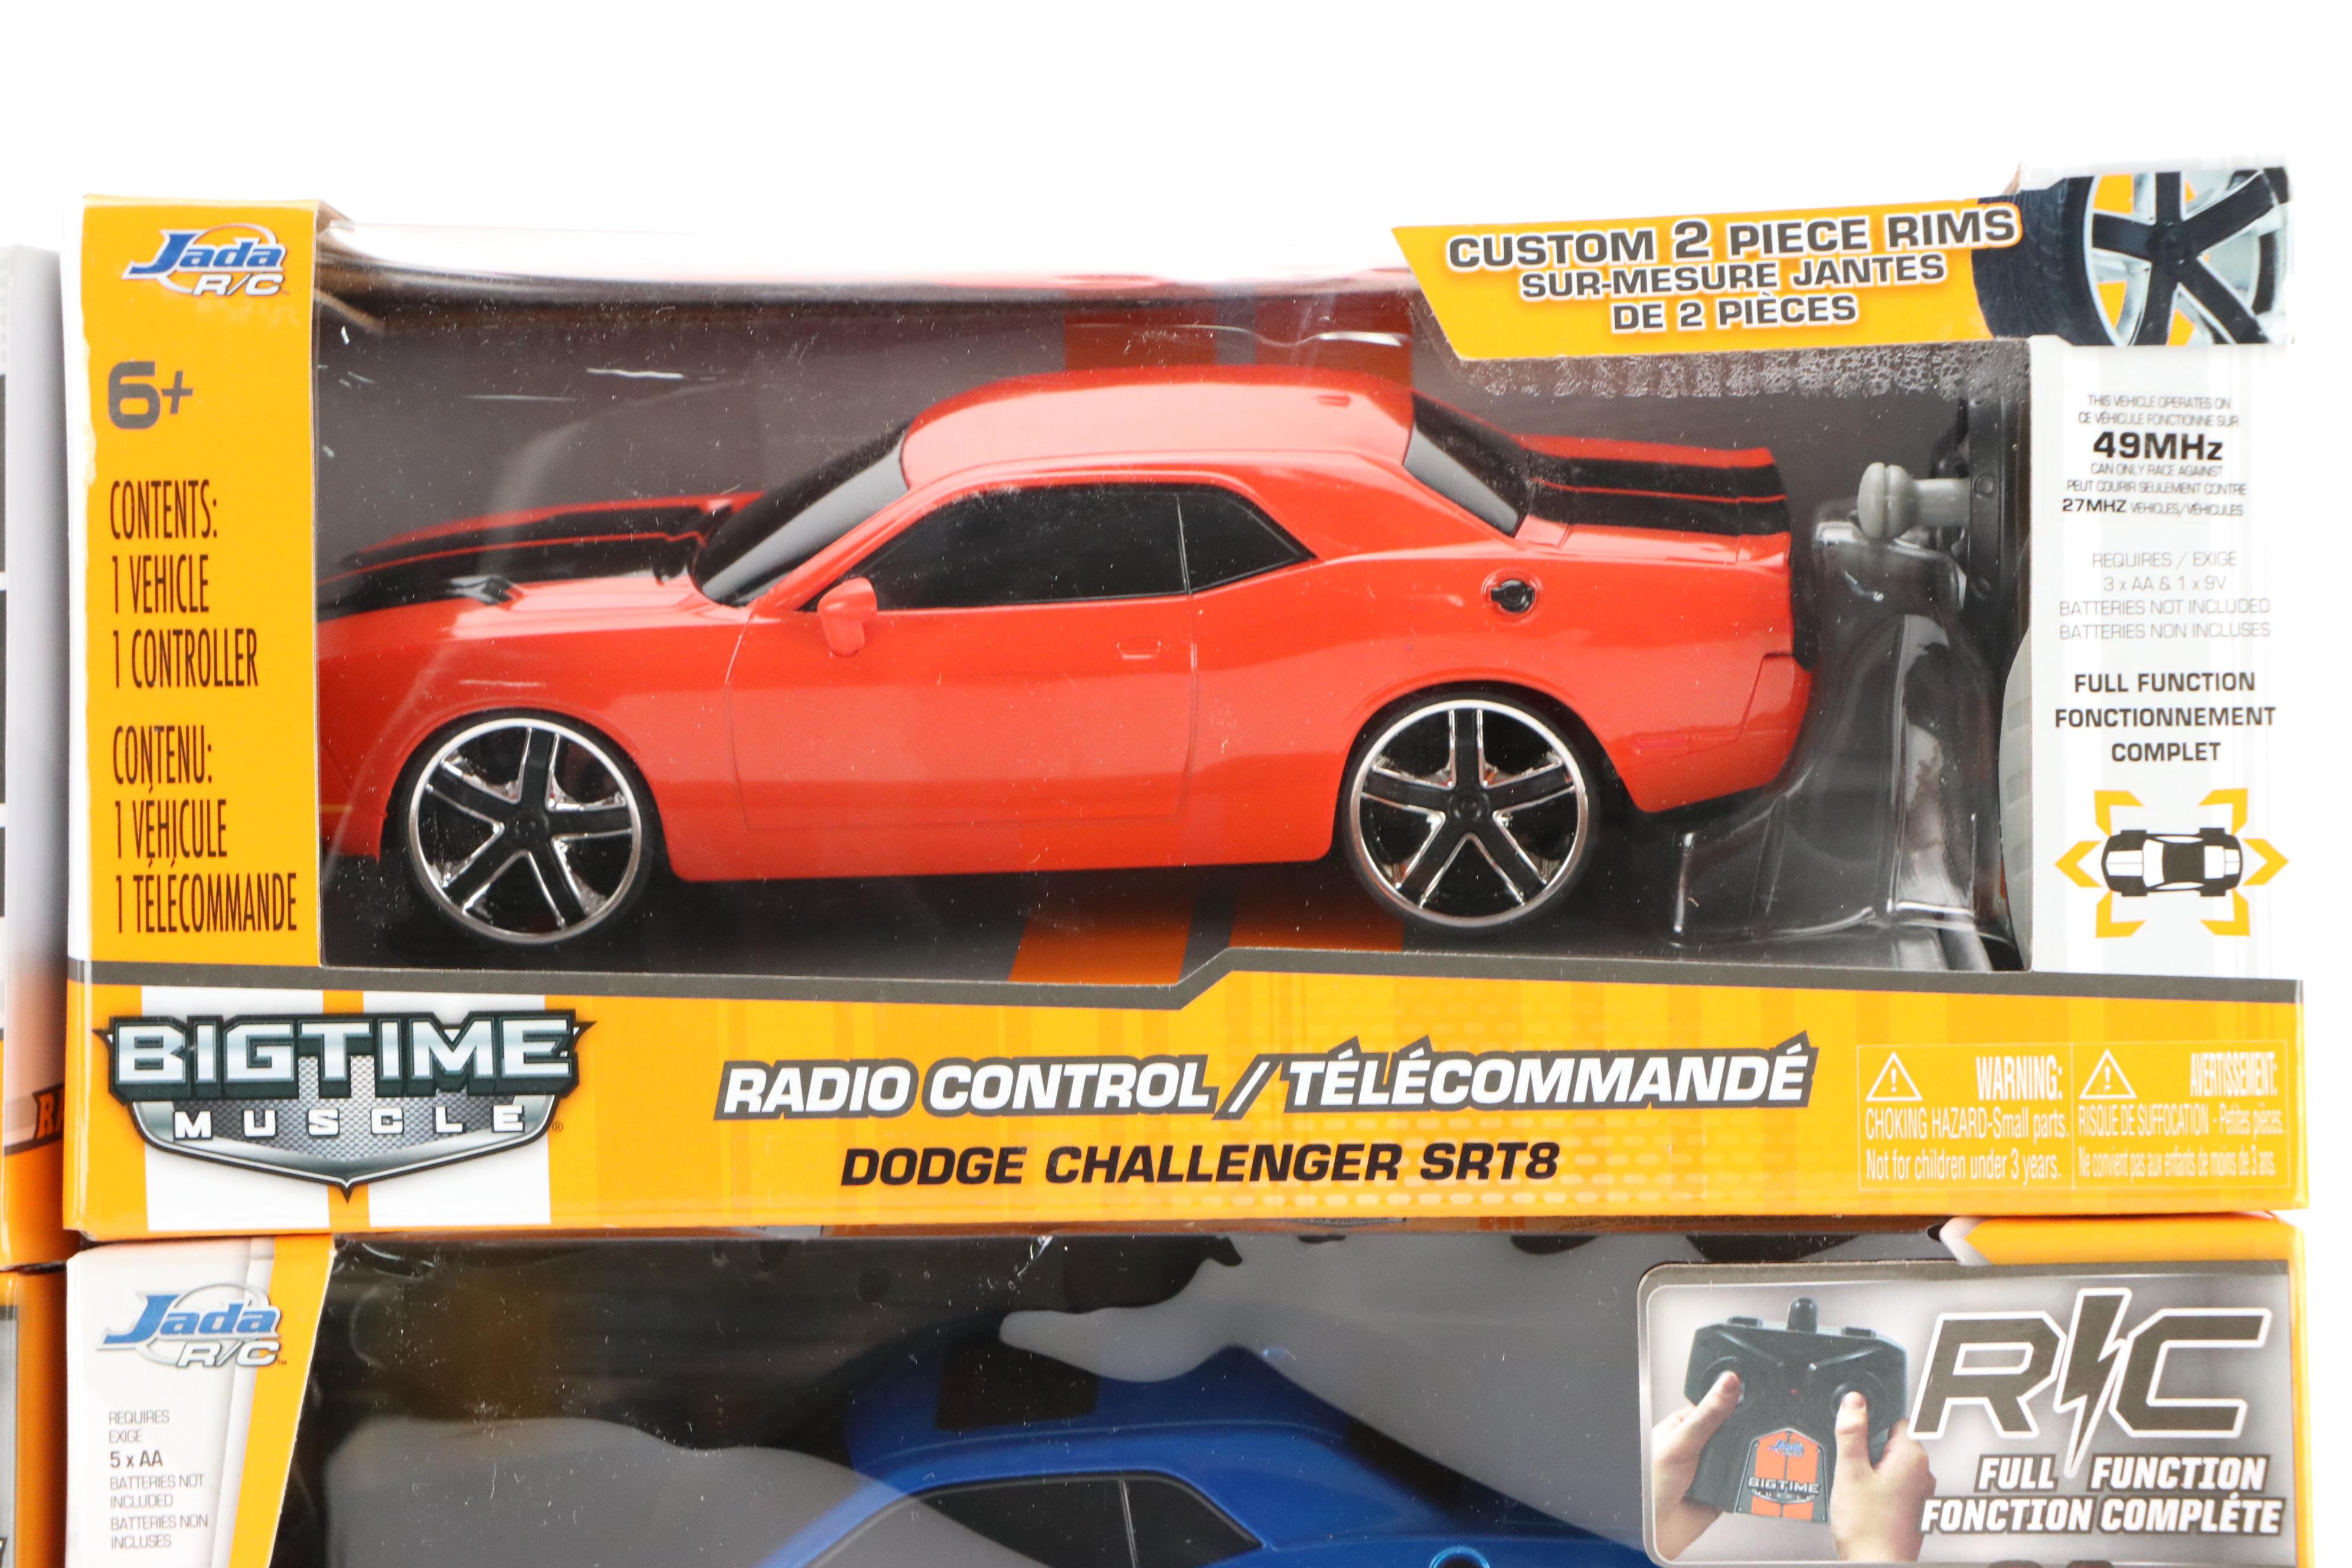 Jada
R/C
6+
CONTENTS:
1 VEHICLE
1 CONTROLLER
CONTENU:
1 VÉHICULE
1 TÉLÉCOMMANDE
CUSTOM 2 PIECE RIMS
SUR-MESURE JANTES
DE 2 PIÈCES
THIS VEHICLE OPERATES ON
CE VÉHICULE FONCTIONNE SUR
49MHz
CAN ONLY RACE AGAINST
PEUT COURIR SEULEMENT CONTRE
27MHZ VEHICLES/VÉHICULES
REQUIRES / EXIGE
3 x AA & 1 x 9V
BATTERIES NOT INCLUDED
BATTERIES NON INCLUSES
FULL FUNCTION
FONCTIONNEMENT
COMPLET
BIGTIME
MUSCLE®
RADIO CONTROL / TÉLÉCOMMANDÉ
DODGE CHALLENGER SRT8
WARNING:
CHOKING HAZARD-Small parts.
Not for children under 3 years.
AVERTISSEMENT:
RISQUE DE SUFFOCATION - Petites pièces.
Ne convient pas aux enfants de moins de 3 ans.
Jada
R/C™
REQUIRES
EXIGE
5 x AA
BATTERIES NOT
INCLUDED
BATTERIES NON
INCLUSES
Jada
BIGTIME
MUSCLE
R/C
FULL FUNCTION
FONCTION COMPLÉTE